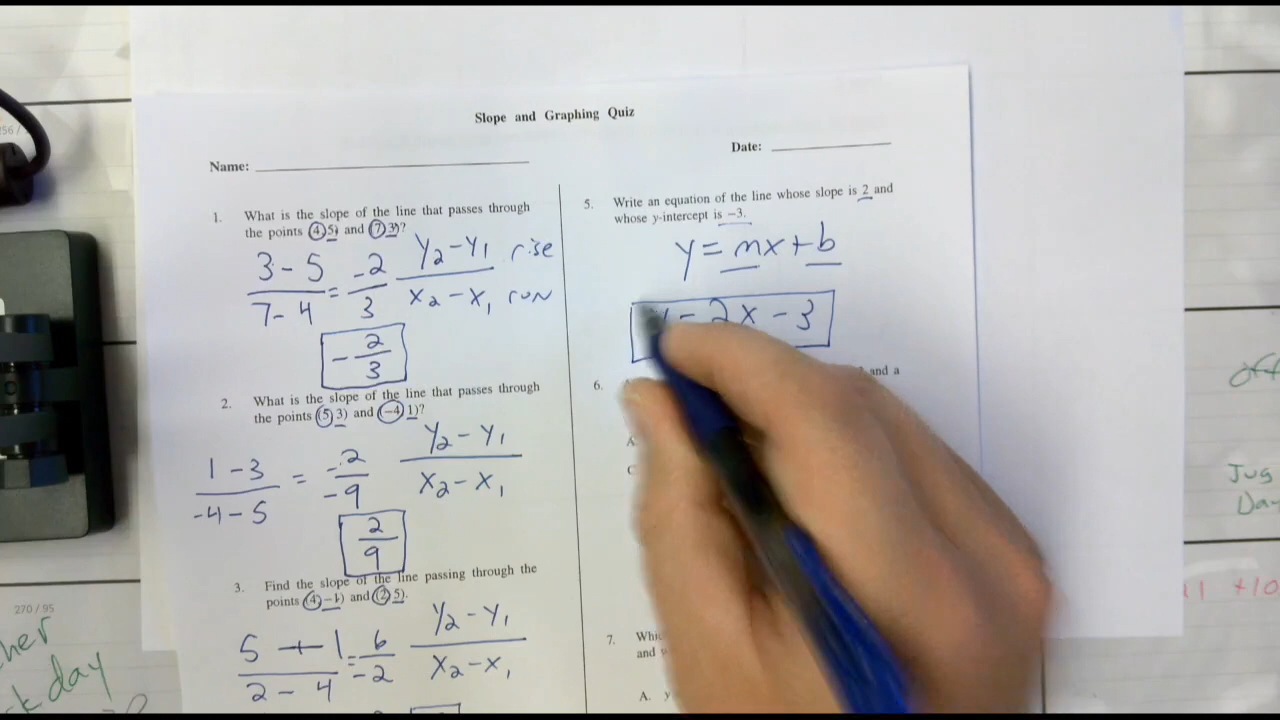 Slope and Graphing Quiz
Name:
Date:
1. What is the slope of the line that passes through
the points (4, 5) and (7, 3)?
3 - 5
7 - 4
= -2
3
y2 - y1 rise
x2 - x1 run
- 2
3
2. What is the slope of the line that passes through
the points (5, 3) and (-4, 1)?
1 - 3
-4 - 5
= -2
-9
y2 - y1
x2 - x1
2
9
3. Find the slope of the line passing through the
points (4, -1) and (2, 5).
5 + 1
2 - 4
= 6
-2
y2 - y1
x2 - x1
5. Write an equation of the line whose slope is 2 and
whose y-intercept is -3.
y = mx + b
y = 2x - 3
6.
and a
A
C
7.
and
A. y
270 / 95
day
Jug
+10